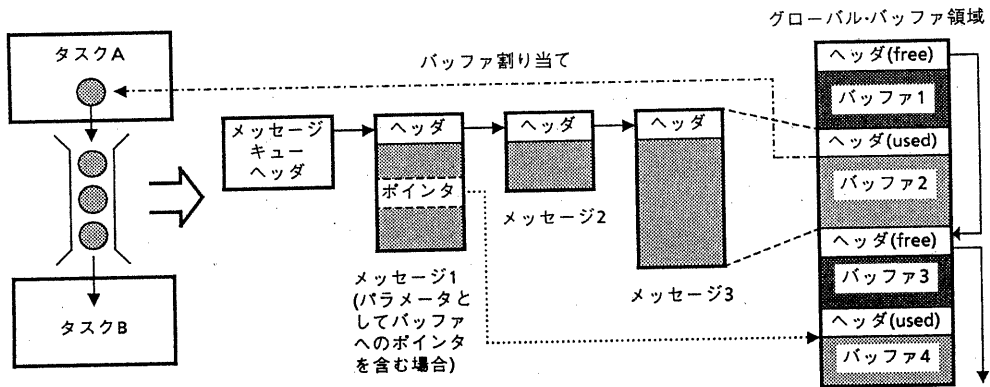 グローバル・バッファ領域
タスクA
バッファ割り当て
ヘッダ(free)
バッファ1
メッセージ
キュー
ヘッダ
ヘッダ
ヘッダ
ヘッダ
ヘッダ(used)
バッファ2
ポインタ
メッセージ2
ヘッダ(free)
メッセージ1
(パラメータと
してバッファ
へのポインタ
を含む場合)
メッセージ3
バッファ3
タスクB
ヘッダ(used)
バッファ4